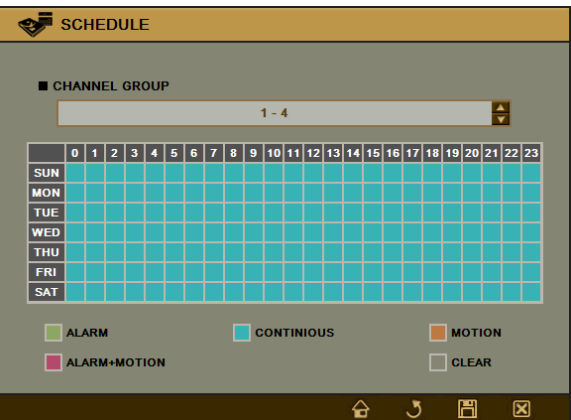 SCHEDULE
CHANNEL GROUP
1 - 4
0 1 2 3 4 5 6 7 8 9 10 11 12 13 14 15 16 17 18 19 20 21 22 23
SUN
MON
TUE
WED
THU
FRI
SAT
ALARM CONTINIOUS MOTION
ALARM+MOTION CLEAR